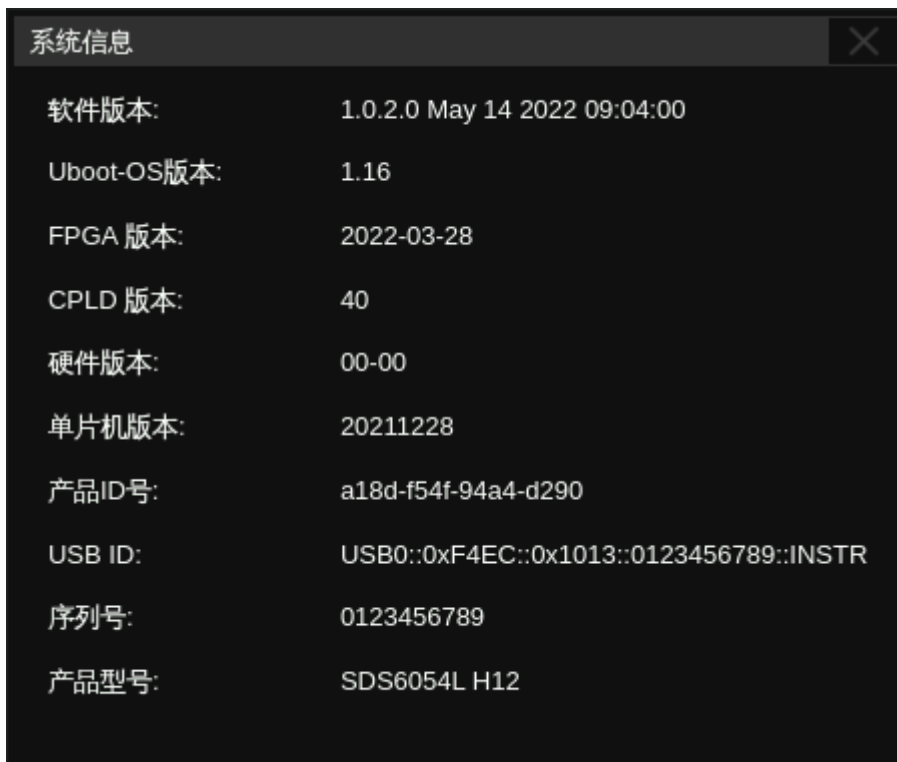 系统信息
软件版本: 1.0.2.0 May 14 2022 09:04:00
Uboot-OS版本: 1.16
FPGA 版本: 2022-03-28
CPLD 版本: 40
硬件版本: 00-00
单片机版本: 20211228
产品ID号: a18d-f54f-94a4-d290
USB ID: USB0::0xF4EC::0x1013::0123456789::INSTR
序列号: 0123456789
产品型号: SDS6054L H12